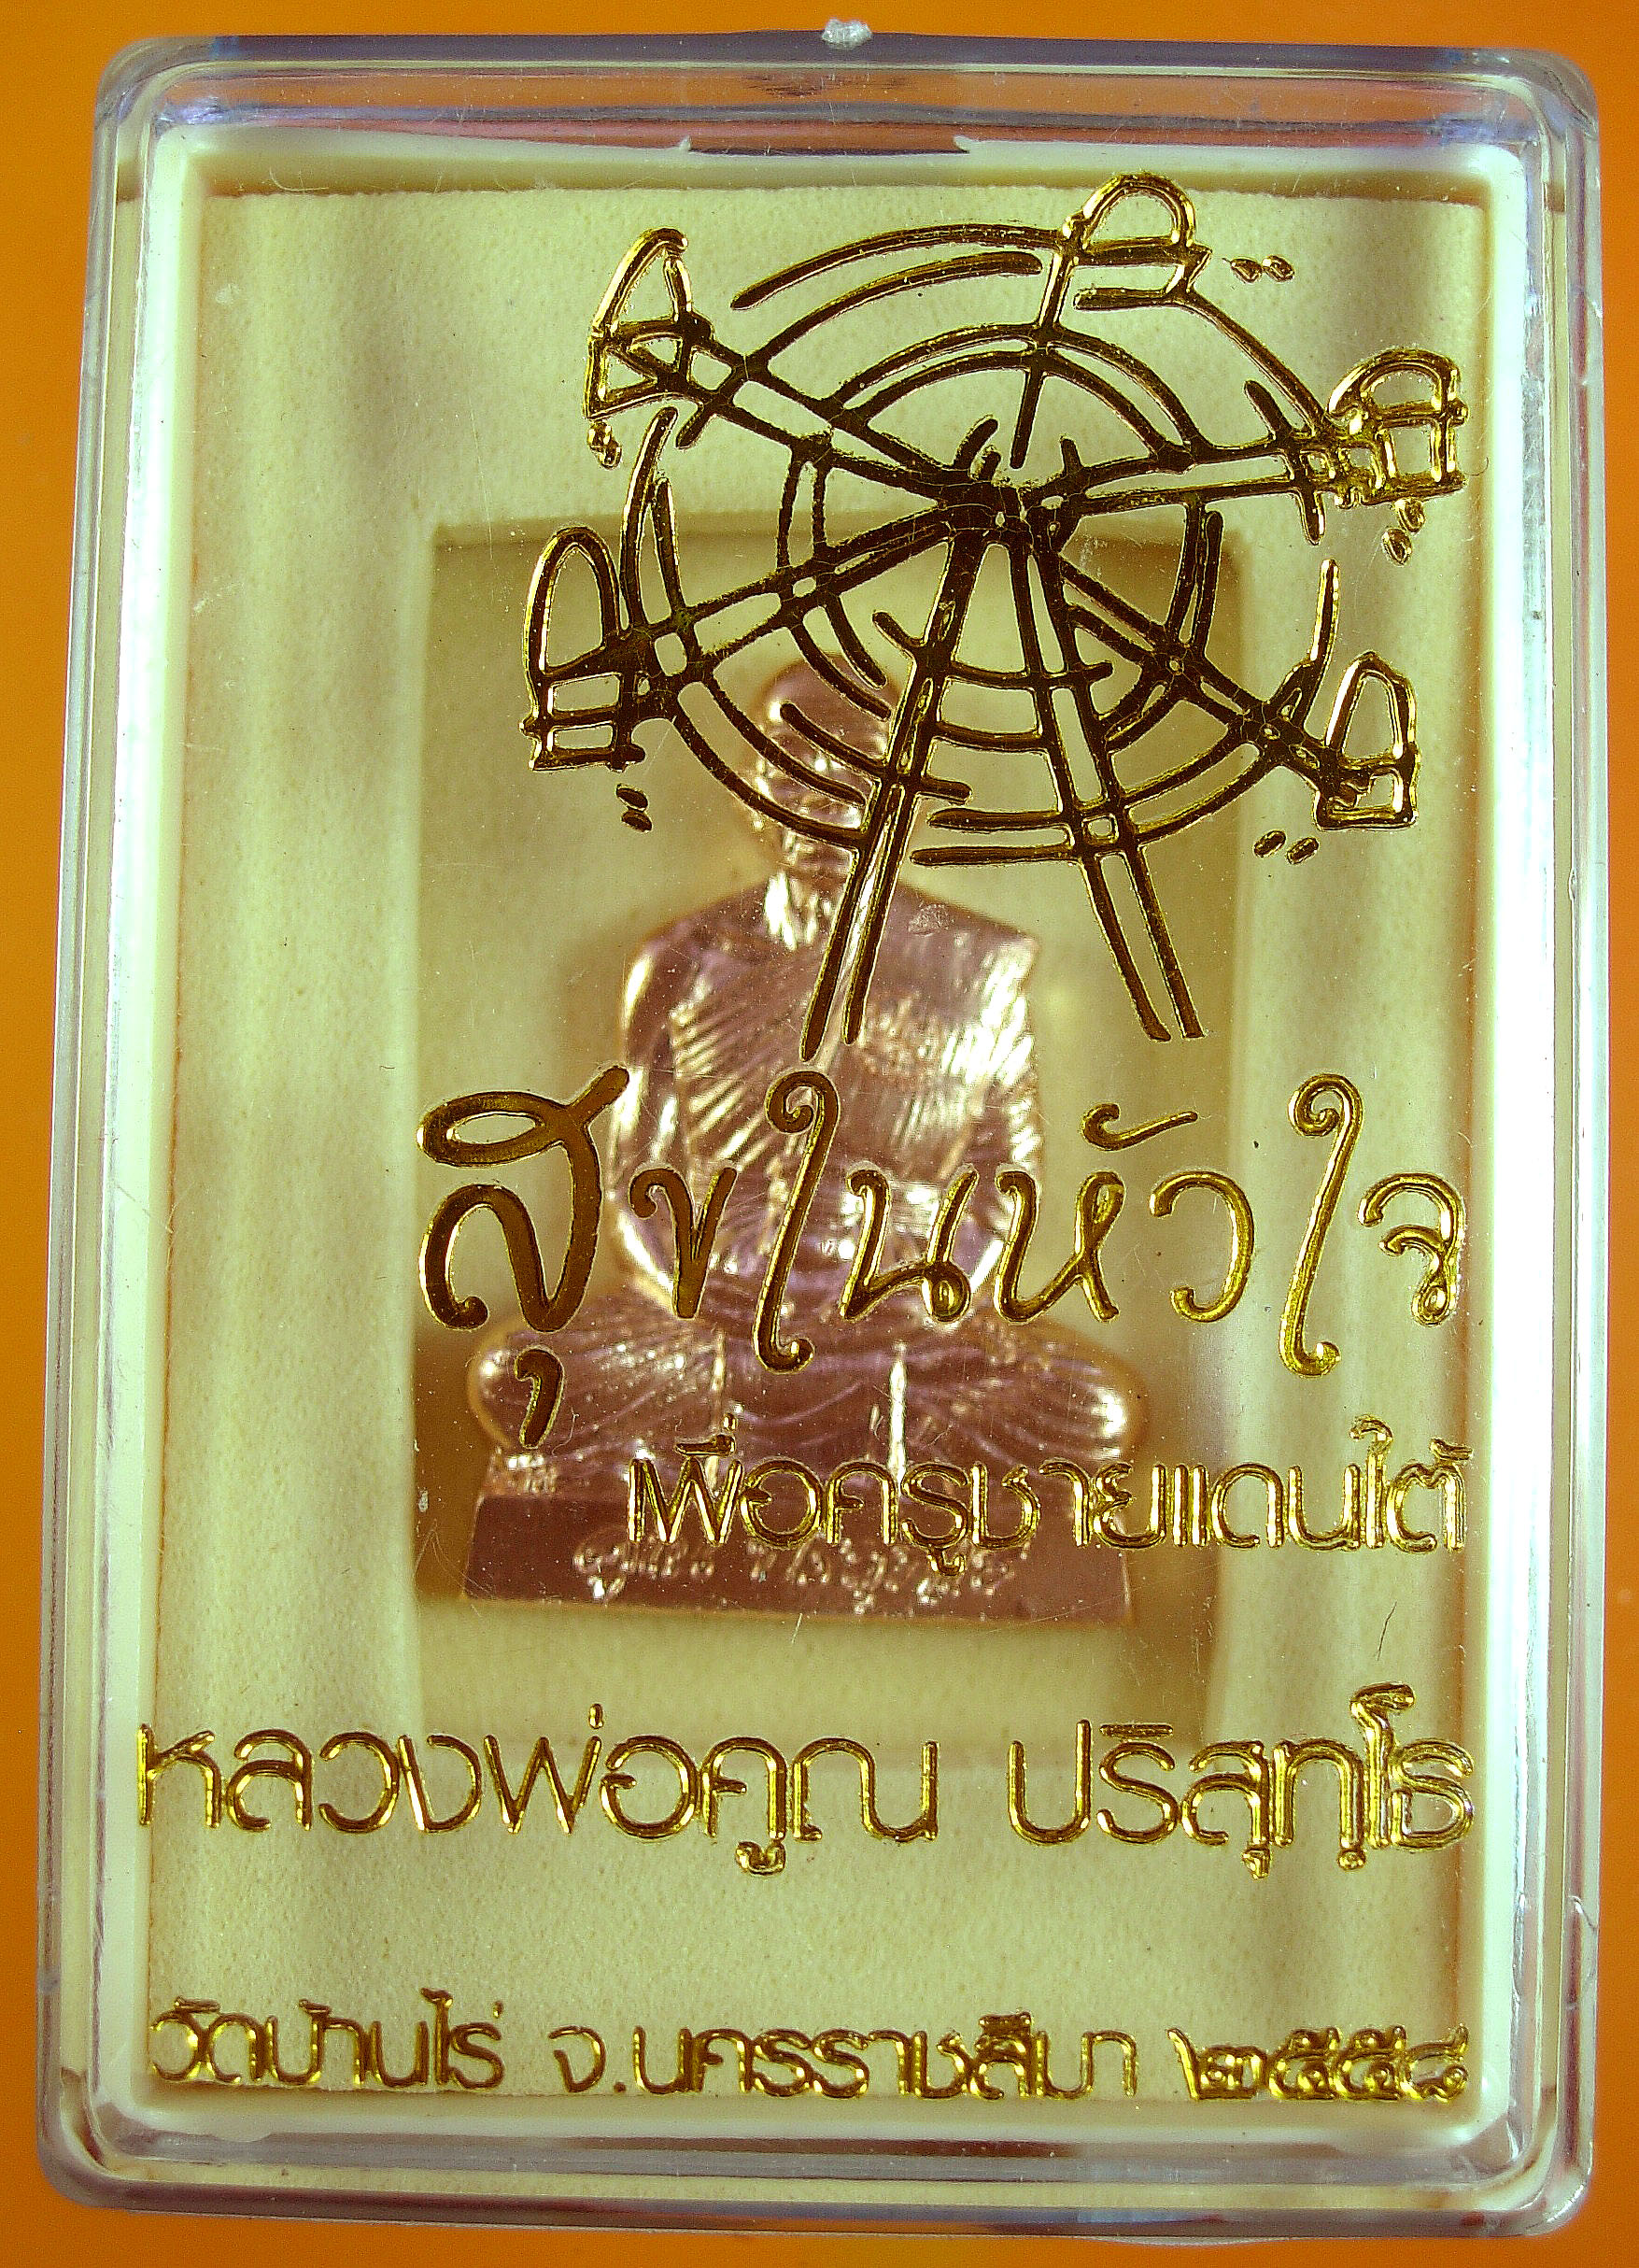 สุขในหัวใจ
เพื่อครูชายแดนใต้
หลวงพ่อคูณ ปริสุทฺโธ
วัดบ้านไร่ จ.นครราชสีมา ๒๕๕๘